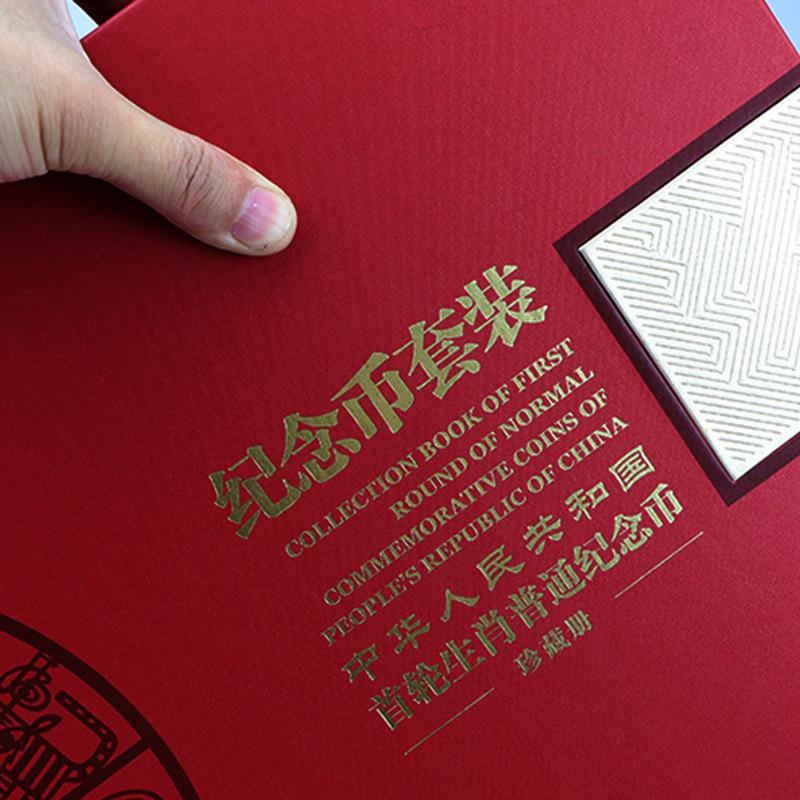 纪念币套装
COLLECTION BOOK OF FIRST
ROUND OF NORMAL
COMMEMORATIVE COINS OF
PEOPLE'S REPUBLIC OF CHINA
中华人民共和国
首轮生肖普通纪念币
珍藏册